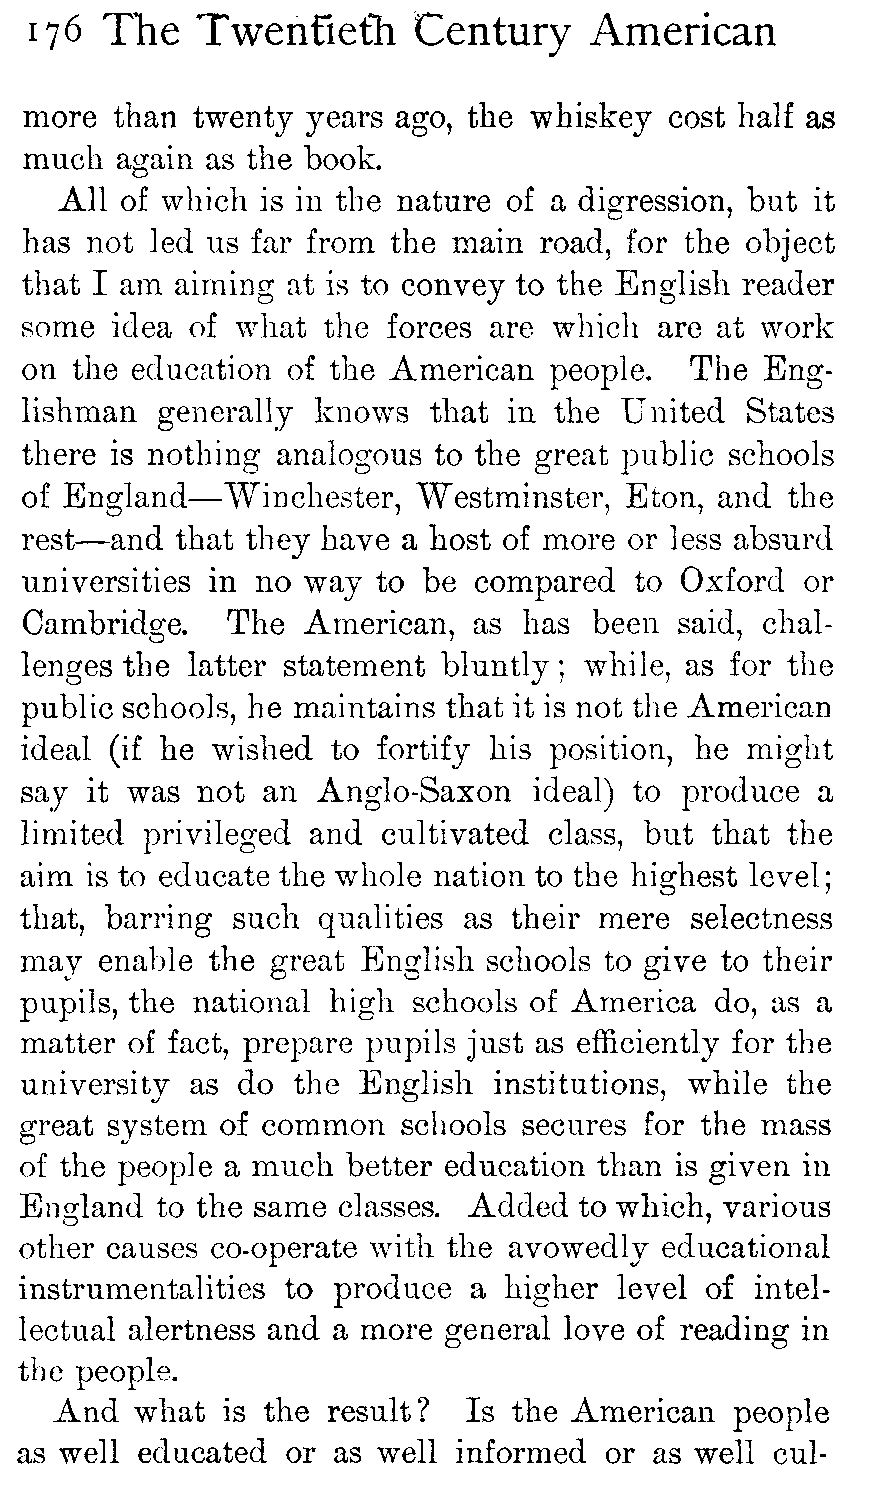 176 The Twentieth Century American
more than twenty years ago, the whiskey cost half as
much again as the book.
All of which is in the nature of a digression, but it
has not led us far from the main road, for the object
that I am aiming at is to convey to the English reader
some idea of what the forces are which are at work
on the education of the American people. The Eng-
lishman generally knows that in the United States
there is nothing analogous to the great public schools
of England—Winchester, Westminster, Eton, and the
rest—and that they have a host of more or less absurd
universities in no way to be compared to Oxford or
Cambridge. The American, as has been said, chal-
lenges the latter statement bluntly; while, as for the
public schools, he maintains that it is not the American
ideal (if he wished to fortify his position, he might
say it was not an Anglo-Saxon ideal) to produce a
limited privileged and cultivated class, but that the
aim is to educate the whole nation to the highest level;
that, barring such qualities as their mere selectness
may enable the great English schools to give to their
pupils, the national high schools of America do, as a
matter of fact, prepare pupils just as efficiently for the
university as do the English institutions, while the
great system of common schools secures for the mass
of the people a much better education than is given in
England to the same classes. Added to which, various
other causes co-operate with the avowedly educational
instrumentalities to produce a higher level of intel-
lectual alertness and a more general love of reading in
the people.
And what is the result? Is the American people
as well educated or as well informed or as well cul-